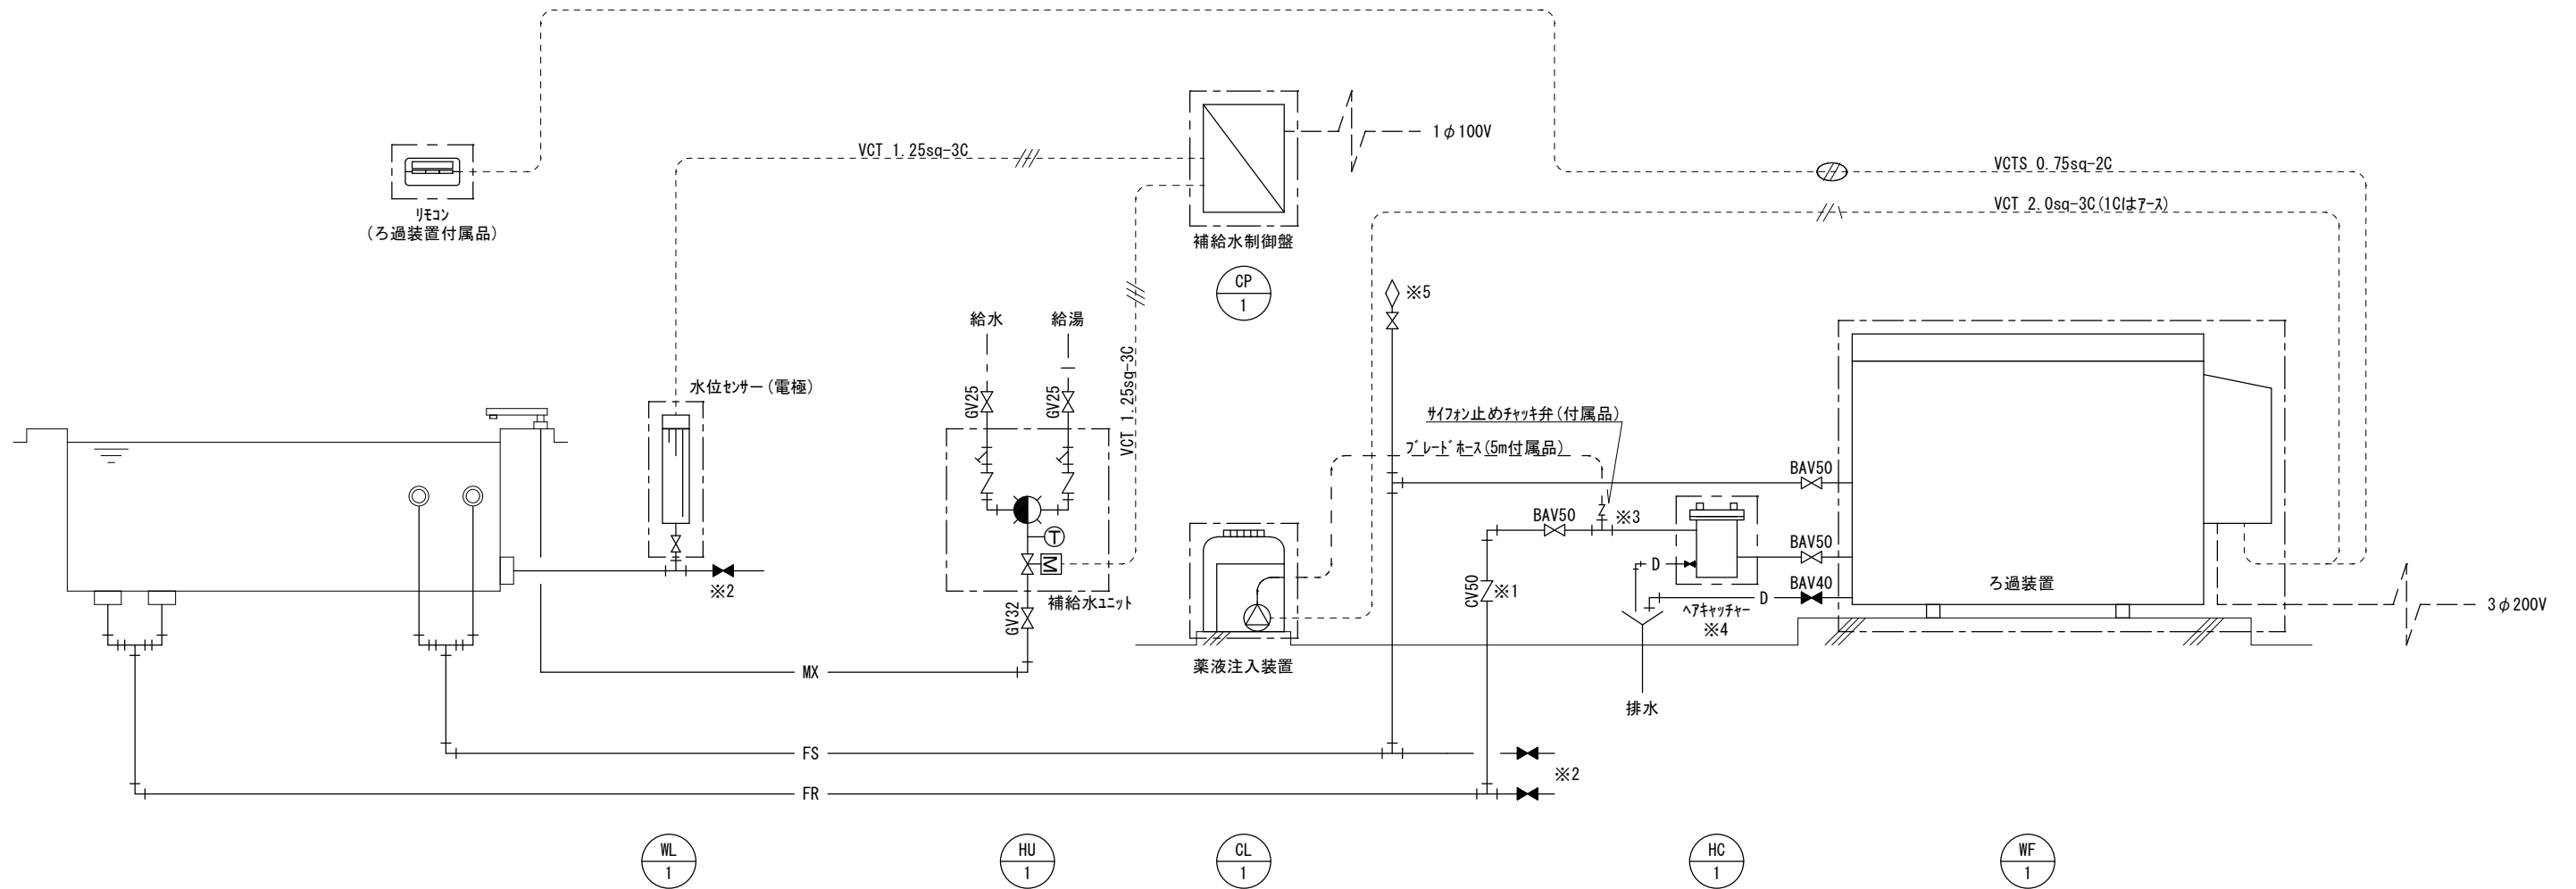 VCT 1.25sq-3C
1φ100V
VCTS 0.75sq-2C
VCT 2.0sq-3C(1Cはアース)
リモコン
(ろ過装置付属品)
補給水制御盤
CP
1
※5
給水
給湯
VCT 1.25sq-3C
水位センサー(電極)
GV25
GV25
サイフォン止めチャッキ弁(付属品)
ブレードホース(5m付属品)
BAV50
BAV50
※3
T
M
BAV50
D
BAV40
ろ過装置
※2
補給水ユニット
GV32
CV50
※1
D
ヘアキャッチャー
※4
3φ200V
薬液注入装置
MX
排水
FS
※2
FR
WL
1
HU
1
CL
1
HC
1
WF
1